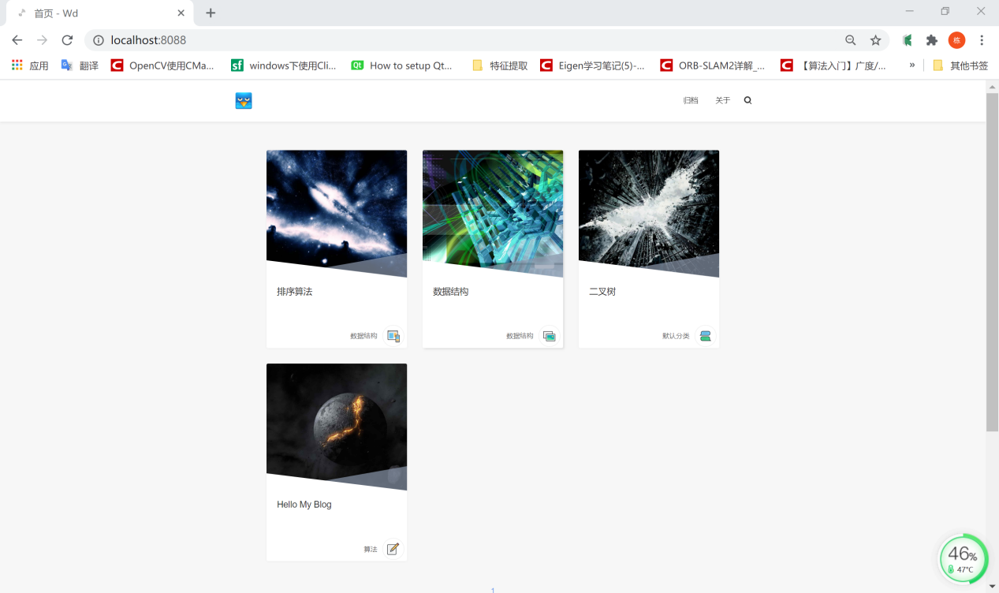 首页 - Wd
localhost:8088
栋
应用 翻译 OpenCV使用CMa... windows下使用Cli... How to setup Qt... 特征提取 Eigen学习笔记(5)-... ORB-SLAM2详解_... 【算法入门】广度/... » 其他书签
归档 关于
排序算法 数据结构 二叉树
数据结构 数据结构 默认分类
Hello My Blog
算法
46%
47°C
1